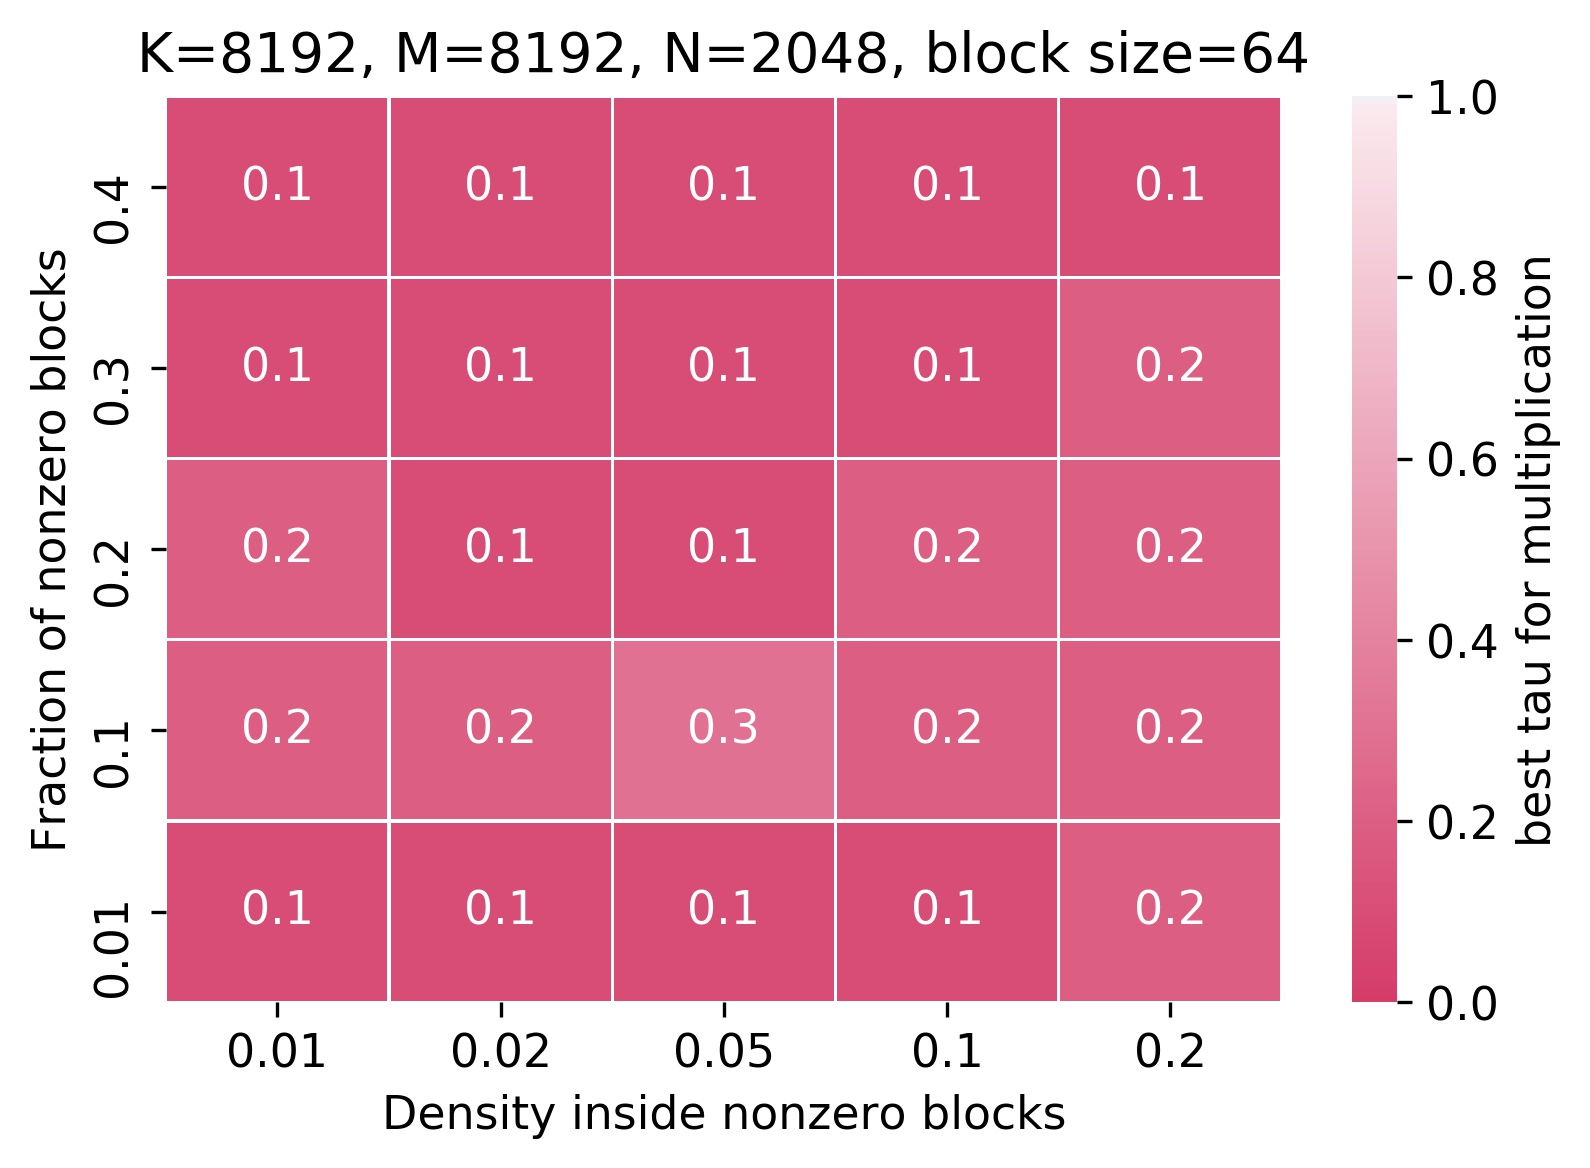 K=8192, M=8192, N=2048, block size=64
Fraction of nonzero blocks
0.4
0.1 0.1 0.1 0.1 0.1
0.3
0.1 0.1 0.1 0.1 0.2
0.2
0.2 0.1 0.1 0.2 0.2
0.1
0.2 0.2 0.3 0.2 0.2
0.01
0.1 0.1 0.1 0.1 0.2
0.01 0.02 0.05 0.1 0.2
Density inside nonzero blocks
1.0
0.8
0.6
0.4
0.2
0.0
best tau for multiplication